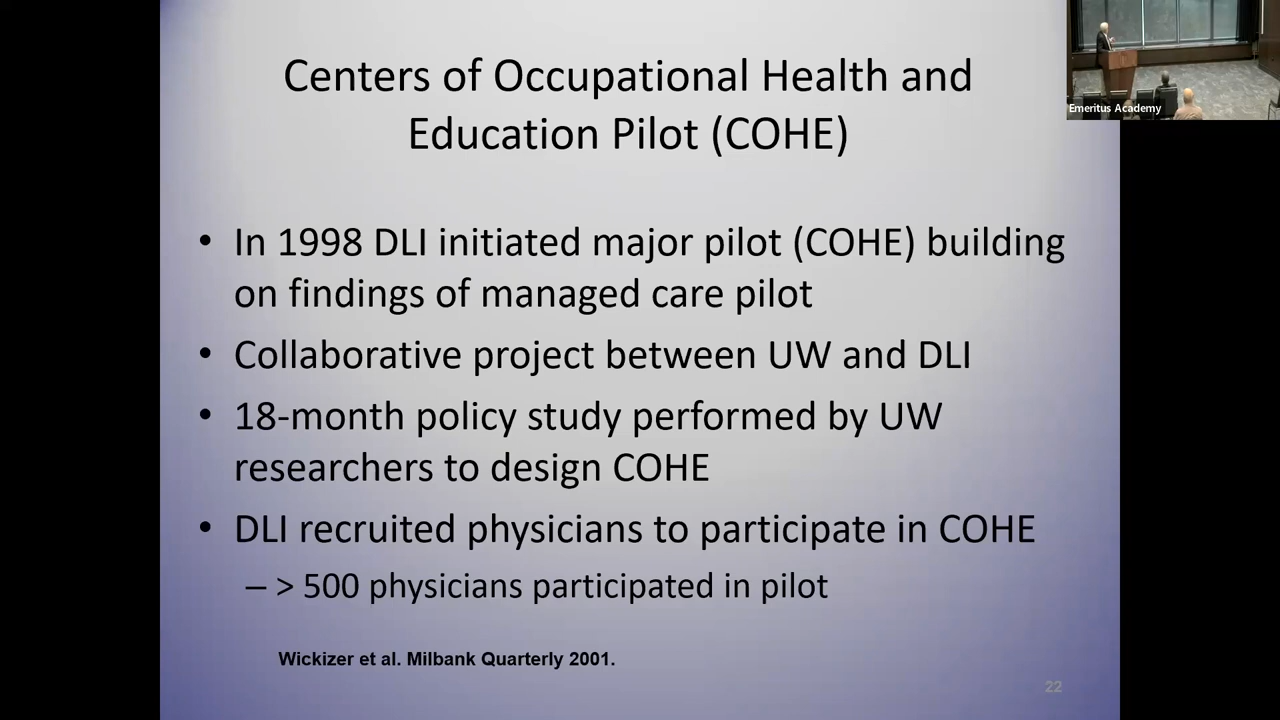 Centers of Occupational Health and
Education Pilot (COHE)
• In 1998 DLI initiated major pilot (COHE) building
on findings of managed care pilot
• Collaborative project between UW and DLI
• 18-month policy study performed by UW
researchers to design COHE
• DLI recruited physicians to participate in COHE
– > 500 physicians participated in pilot
Wickizer et al. Milbank Quarterly 2001.
22
Emeritus Academy